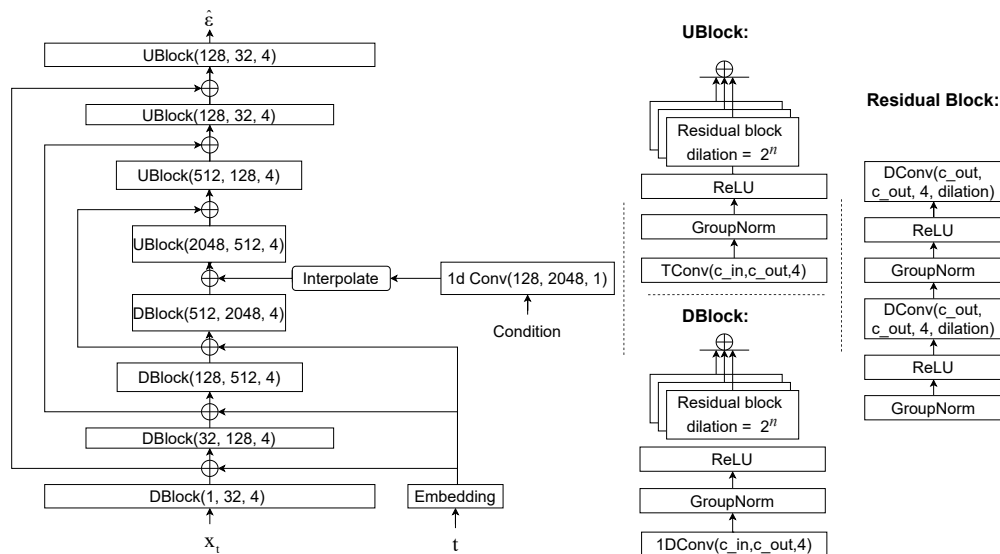 ε̂
UBlock(128, 32, 4)
UBlock(128, 32, 4)
UBlock(512, 128, 4)
UBlock(2048, 512, 4)
Interpolate
1d Conv(128, 2048, 1)
Condition
DBlock(512, 2048, 4)
DBlock(128, 512, 4)
DBlock(32, 128, 4)
DBlock(1, 32, 4)
Embedding
xₜ
t
UBlock:
Residual block
dilation = 2ⁿ
ReLU
GroupNorm
TConv(c_in,c_out,4)
DBlock:
Residual block
dilation = 2ⁿ
ReLU
GroupNorm
1DConv(c_in,c_out,4)
Residual Block:
DConv(c_out,
c_out, 4, dilation)
ReLU
GroupNorm
DConv(c_out,
c_out, 4, dilation)
ReLU
GroupNorm